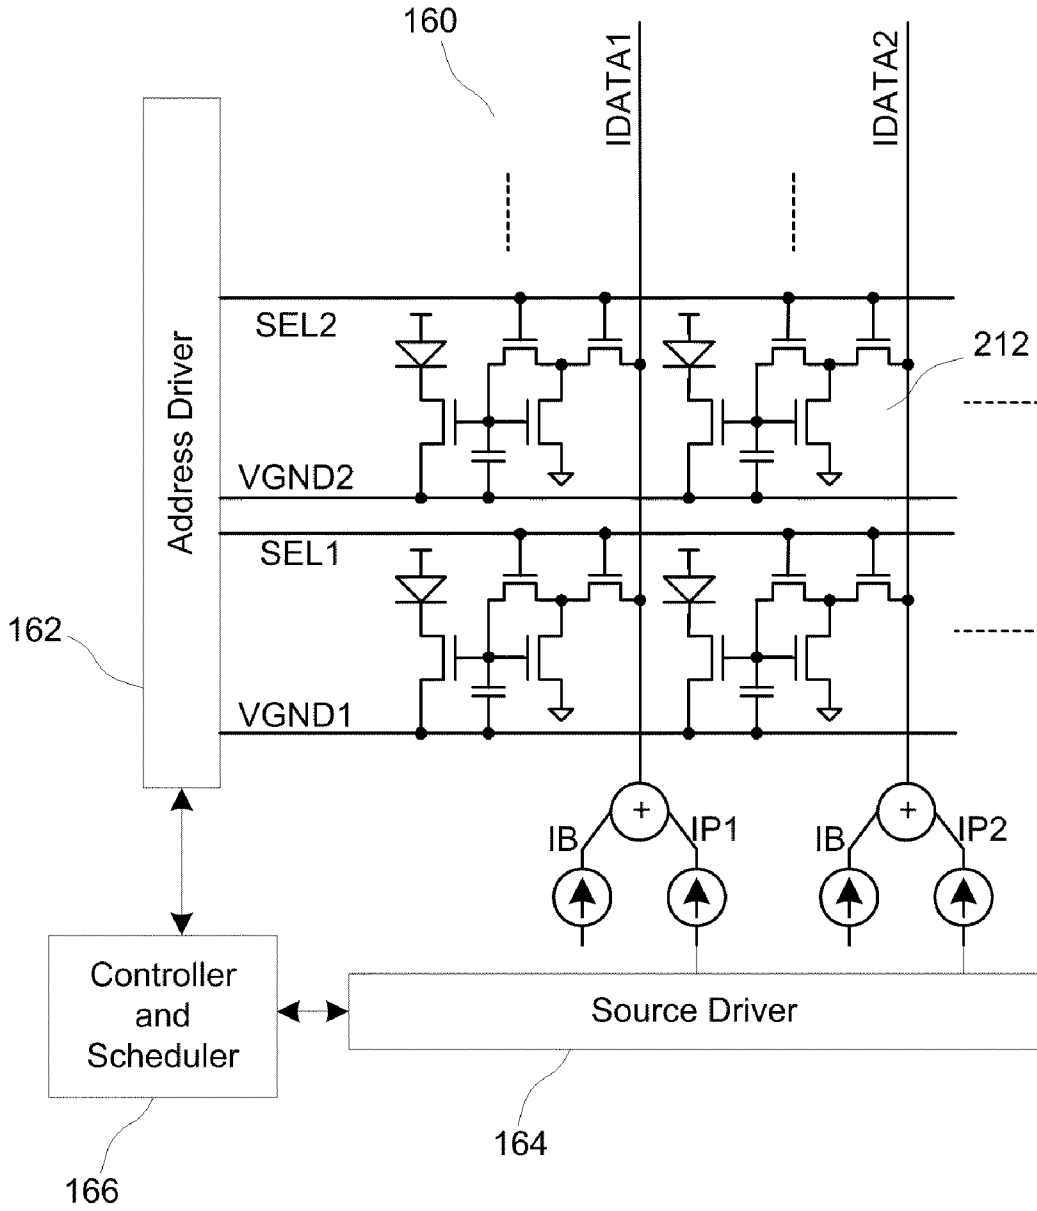 160
IDATA1
IDATA2
SEL2
212
Address Driver
VGND2
SEL1
162
VGND1
+
+
IB
IP1
IB
IP2
Controller
and
Scheduler
Source Driver
164
166